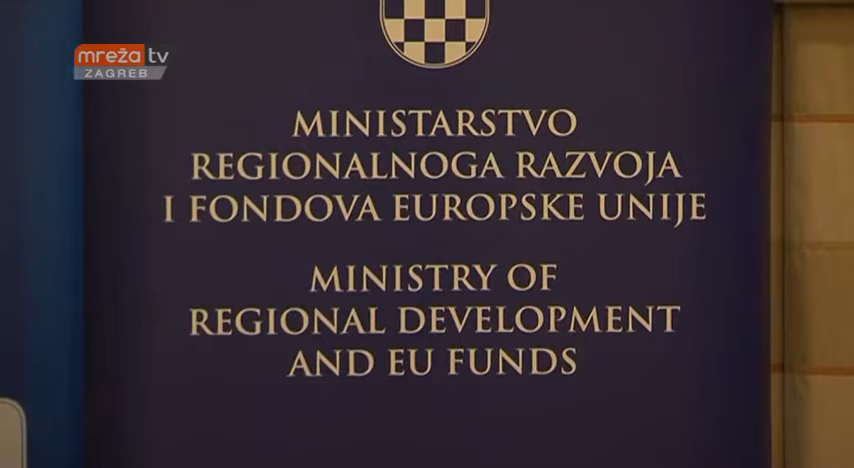 mreža tv
ZAGREB
MINISTARSTVO
REGIONALNOGA RAZVOJA
I FONDOVA EUROPSKE UNIJE
MINISTRY OF
REGIONAL DEVELOPMENT
AND EU FUNDS